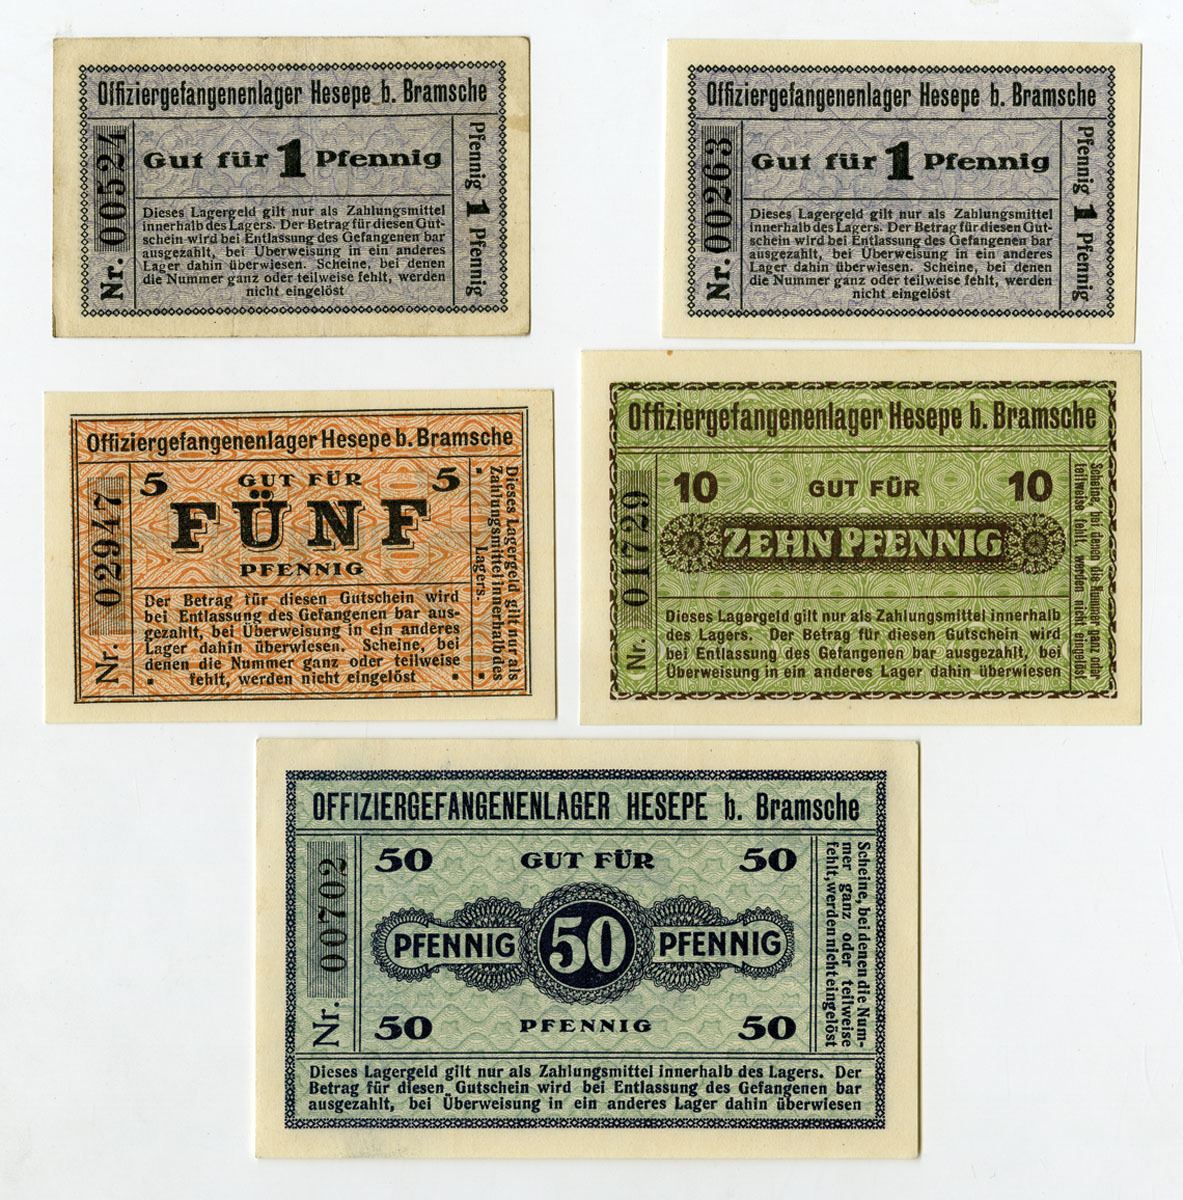 Offiziergefangenenlager Hesepe b. Bramsche
Nr. 00524
Gut für 1 Pfennig
Dieses Lagergeld gilt nur als Zahlungsmittel
innerhalb des Lagers. Der Betrag für diesen Gut-
schein wird bei Entlassung des Gefangenen bar
ausgezahlt, bei Überweisung in ein anderes
Lager dahin überwiesen. Scheine, bei denen
die Nummer ganz oder teilweise fehlt, werden
nicht eingelöst
Pfennig 1 Pfennig
Offiziergefangenenlager Hesepe b. Bramsche
Nr. 00263
Gut für 1 Pfennig
Dieses Lagergeld gilt nur als Zahlungsmittel
innerhalb des Lagers. Der Betrag für diesen Gut-
schein wird bei Entlassung des Gefangenen bar
ausgezahlt, bei Überweisung in ein anderes
Lager dahin überwiesen. Scheine, bei denen
die Nummer ganz oder teilweise fehlt, werden
nicht eingelöst
Pfennig 1 Pfennig
Offiziergefangenenlager Hesepe b. Bramsche
Nr. 02947
5 GUT FÜR 5
FÜNF
PFENNIG
Der Betrag für diesen Gutschein wird
bei Entlassung des Gefangenen bar aus-
gezahlt, bei Überweisung in ein anderes
Lager dahin überwiesen. Scheine, bei
denen die Nummer ganz oder teilweise
fehlt, werden nicht eingelöst
Dieses Lagergeld gilt nur als
Zahlungsmittel innerhalb des
Lagers.
Offiziergefangenenlager Hesepe b. Bramsche
Nr. 01729
10 GUT FÜR 10
ZEHN PFENNIG
Dieses Lagergeld gilt nur als Zahlungsmittel innerhalb
des Lagers. Der Betrag für diesen Gutschein wird
bei Entlassung des Gefangenen bar ausgezahlt, bei
Überweisung in ein anderes Lager dahin überwiesen
Scheine, bei denen die Nummer ganz oder
teilweise fehlt, werden nicht eingelöst
OFFIZIERGEFANGENENLAGER HESEPE b. Bramsche
Nr. 00702
50 GUT FÜR 50
PFENNIG 50 PFENNIG
50 PFENNIG 50
Scheine, bei denen die Num-
mer ganz oder teilweise
fehlt, werden nicht eingelöst
Dieses Lagergeld gilt nur als Zahlungsmittel innerhalb des Lagers. Der
Betrag für diesen Gutschein wird bei Entlassung des Gefangenen bar
ausgezahlt, bei Überweisung in ein anderes Lager dahin überwiesen